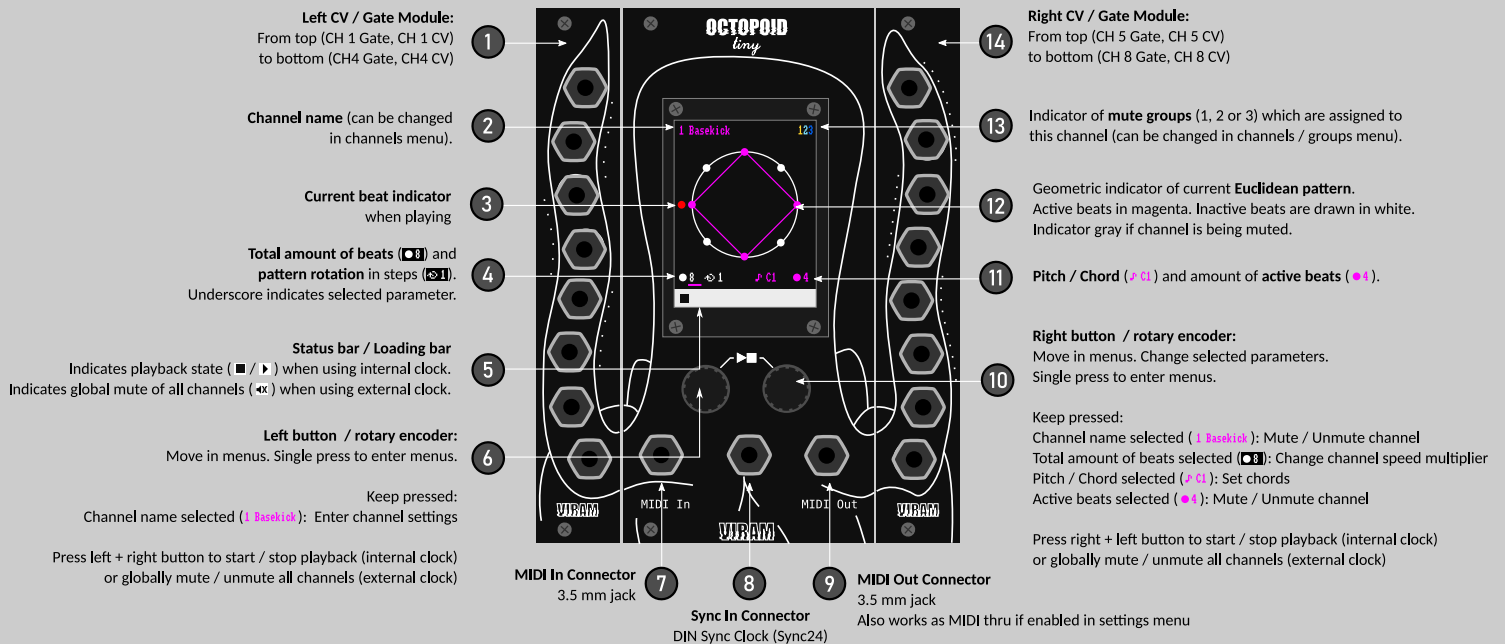 Left CV / Gate Module:
From top (CH 1 Gate, CH 1 CV)
to bottom (CH4 Gate, CH4 CV)
1
Channel name (can be changed
in channels menu).
2
Current beat indicator
when playing
3
Total amount of beats (8) and
pattern rotation in steps (1).
Underscore indicates selected parameter.
4
Status bar / Loading bar
Indicates playback state ( / ) when using internal clock.
Indicates global mute of all channels ( ) when using external clock.
5
Left button / rotary encoder:
Move in menus. Single press to enter menus.
6
Keep pressed:
Channel name selected ( 1 Basekick): Enter channel settings
Press left + right button to start / stop playback (internal clock)
or globally mute / unmute all channels (external clock)
OCTOPOID
tiny
1 Basekick
123
8 1 C1 4
MIDI In
MIDI Out
VIRAM
VIRAM
VIRAM
MIDI In Connector
3.5 mm jack
7
8
Sync In Connector
DIN Sync Clock (Sync24)
9
MIDI Out Connector
3.5 mm jack
Also works as MIDI thru if enabled in settings menu
14
Right CV / Gate Module:
From top (CH 5 Gate, CH 5 CV)
to bottom (CH 8 Gate, CH 8 CV)
13
Indicator of mute groups (1, 2 or 3) which are assigned to
this channel (can be changed in channels / groups menu).
12
Geometric indicator of current Euclidean pattern.
Active beats in magenta. Inactive beats are drawn in white.
Indicator gray if channel is being muted.
11
Pitch / Chord ( C1) and amount of active beats ( 4 ).
10
Right button / rotary encoder:
Move in menus. Change selected parameters.
Single press to enter menus.
Keep pressed:
Channel name selected ( 1 Basekick ): Mute / Unmute channel
Total amount of beats selected (8): Change channel speed multiplier
Pitch / Chord selected ( C1 ): Set chords
Active beats selected ( 4 ): Mute / Unmute channel
Press right + left button to start / stop playback (internal clock)
or globally mute / unmute all channels (external clock)